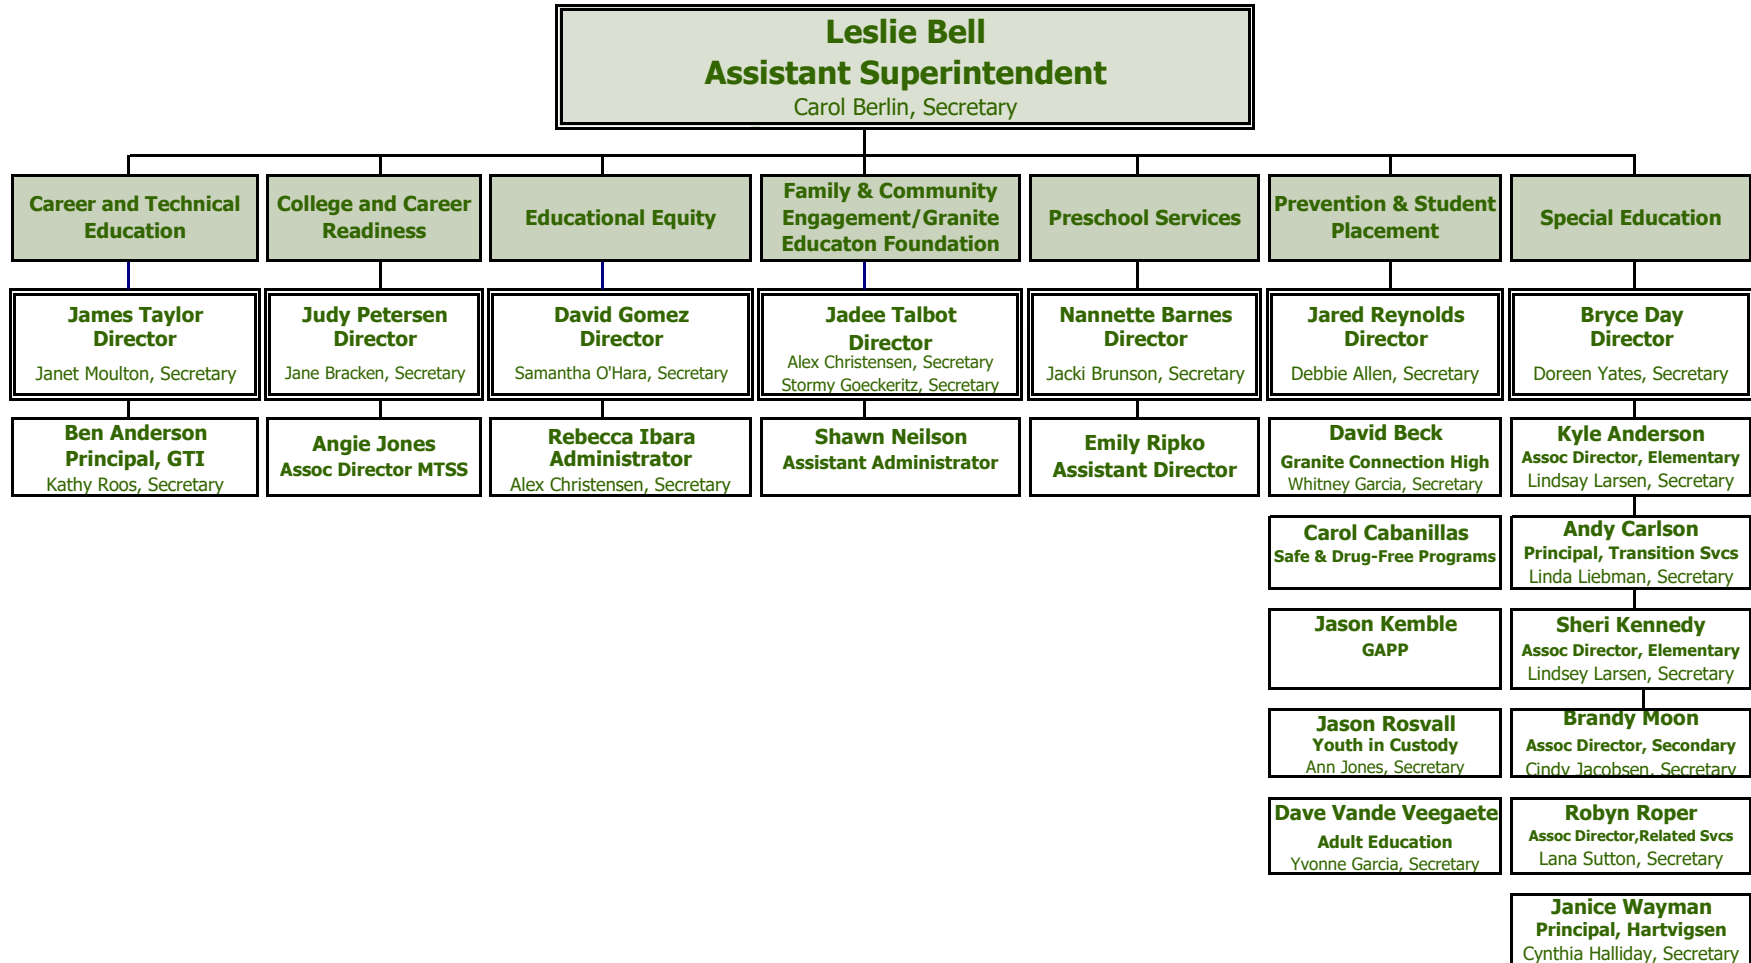 Leslie Bell
Assistant Superintendent
Carol Berlin, Secretary
Career and Technical
Education
College and Career
Readiness
Educational Equity
Family & Community
Engagement/Granite
Educaton Foundation
Preschool Services
Prevention & Student
Placement
Special Education
James Taylor
Director
Janet Moulton, Secretary
Judy Petersen
Director
Jane Bracken, Secretary
David Gomez
Director
Samantha O'Hara, Secretary
Jadee Talbot
Director
Alex Christensen, Secretary
Stormy Goeckeritz, Secretary
Nannette Barnes
Director
Jacki Brunson, Secretary
Jared Reynolds
Director
Debbie Allen, Secretary
Bryce Day
Director
Doreen Yates, Secretary
Ben Anderson
Principal, GTI
Kathy Roos, Secretary
Angie Jones
Assoc Director MTSS
Rebecca Ibara
Administrator
Alex Christensen, Secretary
Shawn Neilson
Assistant Administrator
Emily Ripko
Assistant Director
David Beck
Granite Connection High
Whitney Garcia, Secretary
Kyle Anderson
Assoc Director, Elementary
Lindsay Larsen, Secretary
Carol Cabanillas
Safe & Drug-Free Programs
Andy Carlson
Principal, Transition Svcs
Linda Liebman, Secretary
Jason Kemble
GAPP
Sheri Kennedy
Assoc Director, Elementary
Lindsey Larsen, Secretary
Jason Rosvall
Youth in Custody
Ann Jones, Secretary
Brandy Moon
Assoc Director, Secondary
Cindy Jacobsen, Secretary
Dave Vande Veegaete
Adult Education
Yvonne Garcia, Secretary
Robyn Roper
Assoc Director,Related Svcs
Lana Sutton, Secretary
Janice Wayman
Principal, Hartvigsen
Cynthia Halliday, Secretary